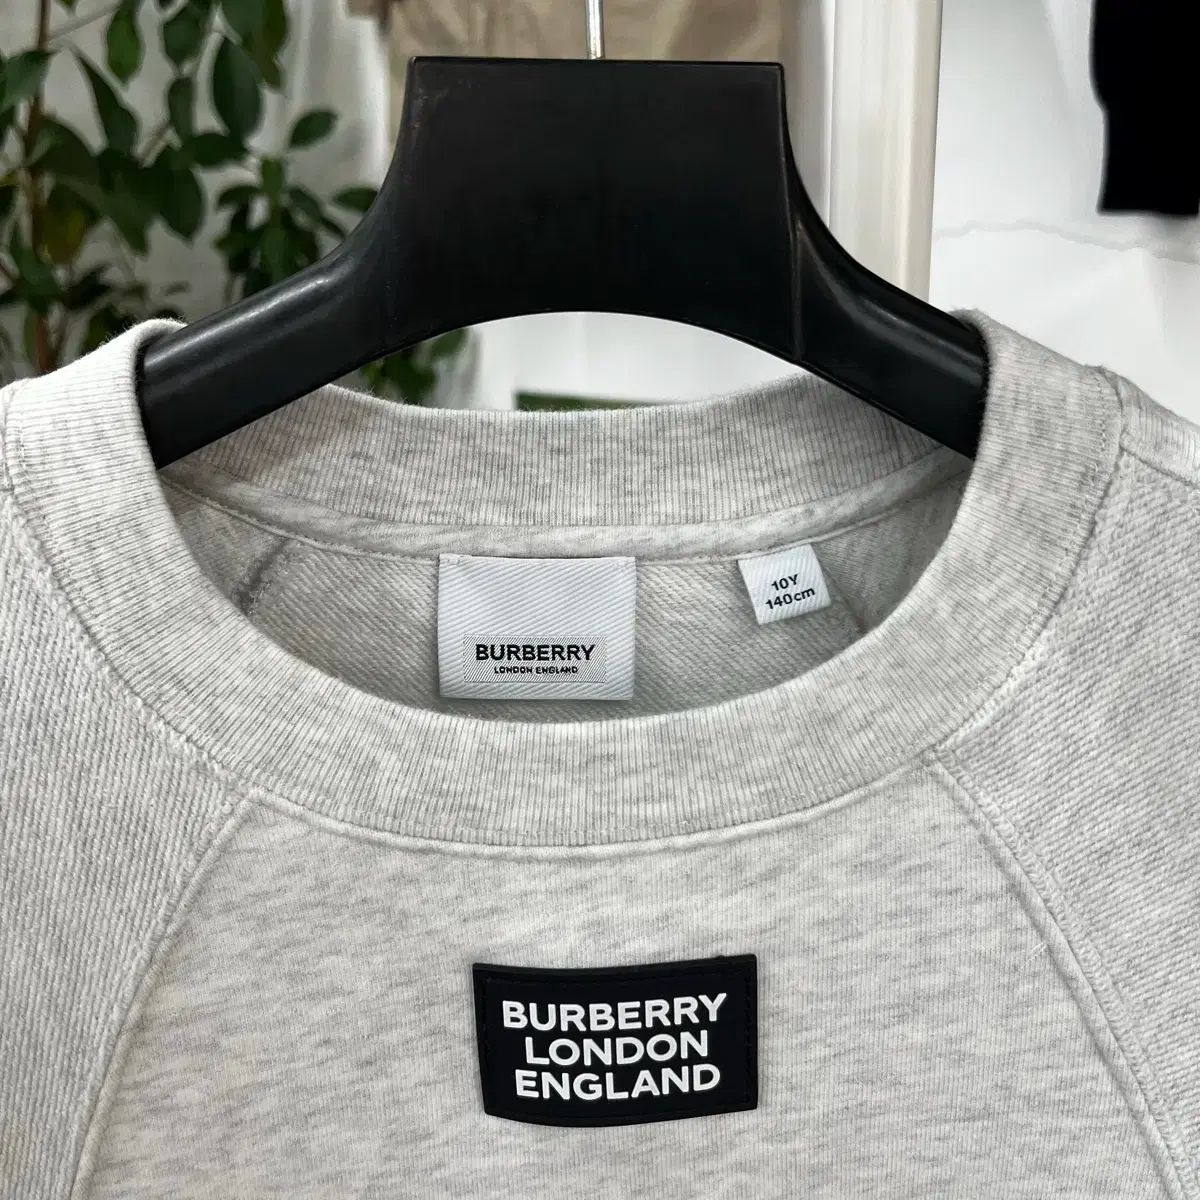 BURBERRY
LONDON ENGLAND
10Y
140cm
BURBERRY
LONDON
ENGLAND